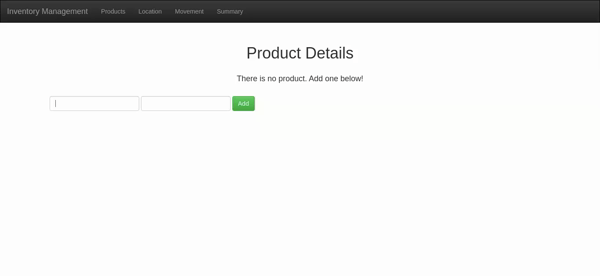 Inventory Management Products Location Movement Summary
Product Details
There is no product. Add one below!
Add